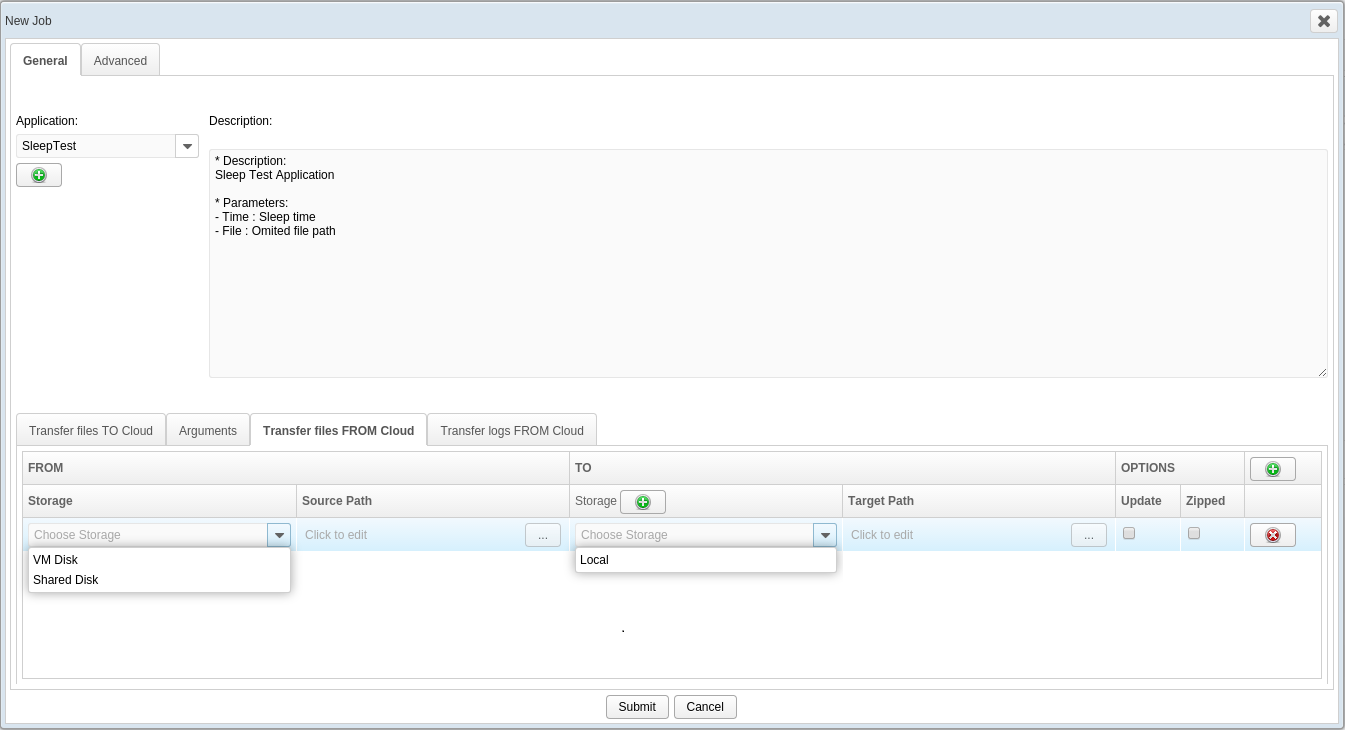 New Job
General Advanced
Application: Description:
SleepTest
* Description:
Sleep Test Application
* Parameters:
- Time : Sleep time
- File : Omited file path
Transfer files TO Cloud Arguments Transfer files FROM Cloud Transfer logs FROM Cloud
FROM TO OPTIONS
Storage Source Path Storage Target Path Update Zipped
Choose Storage Click to edit ... Choose Storage Click to edit ...
VM Disk Local
Shared Disk
.
Submit Cancel